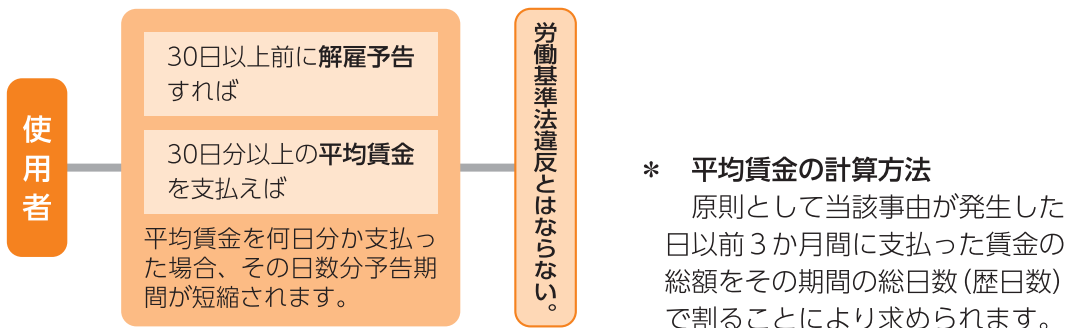 使用者
30日以上前に解雇予告
すれば
30日分以上の平均賃金
を支払えば
平均賃金を何日分か支払っ
た場合、その日数分予告期
間が短縮されます。
労働基準法違反とはならない。
＊　平均賃金の計算方法
原則として当該事由が発生した
日以前３か月間に支払った賃金の
総額をその期間の総日数（歴日数）
で割ることにより求められます。